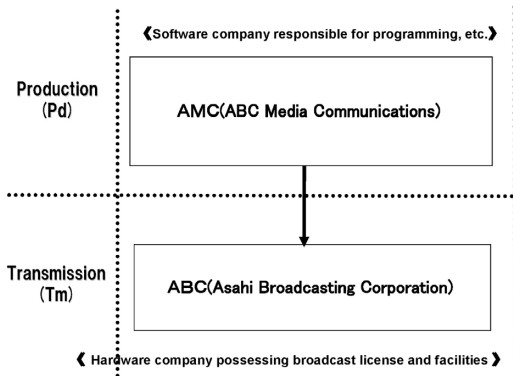 ❮Software company responsible for programming, etc.❯
Production
(Pd)
AMC(ABC Media Communications)
Transmission
(Tm)
ABC(Asahi Broadcasting Corporation)
❮ Hardware company possessing broadcast license and facilities ❯